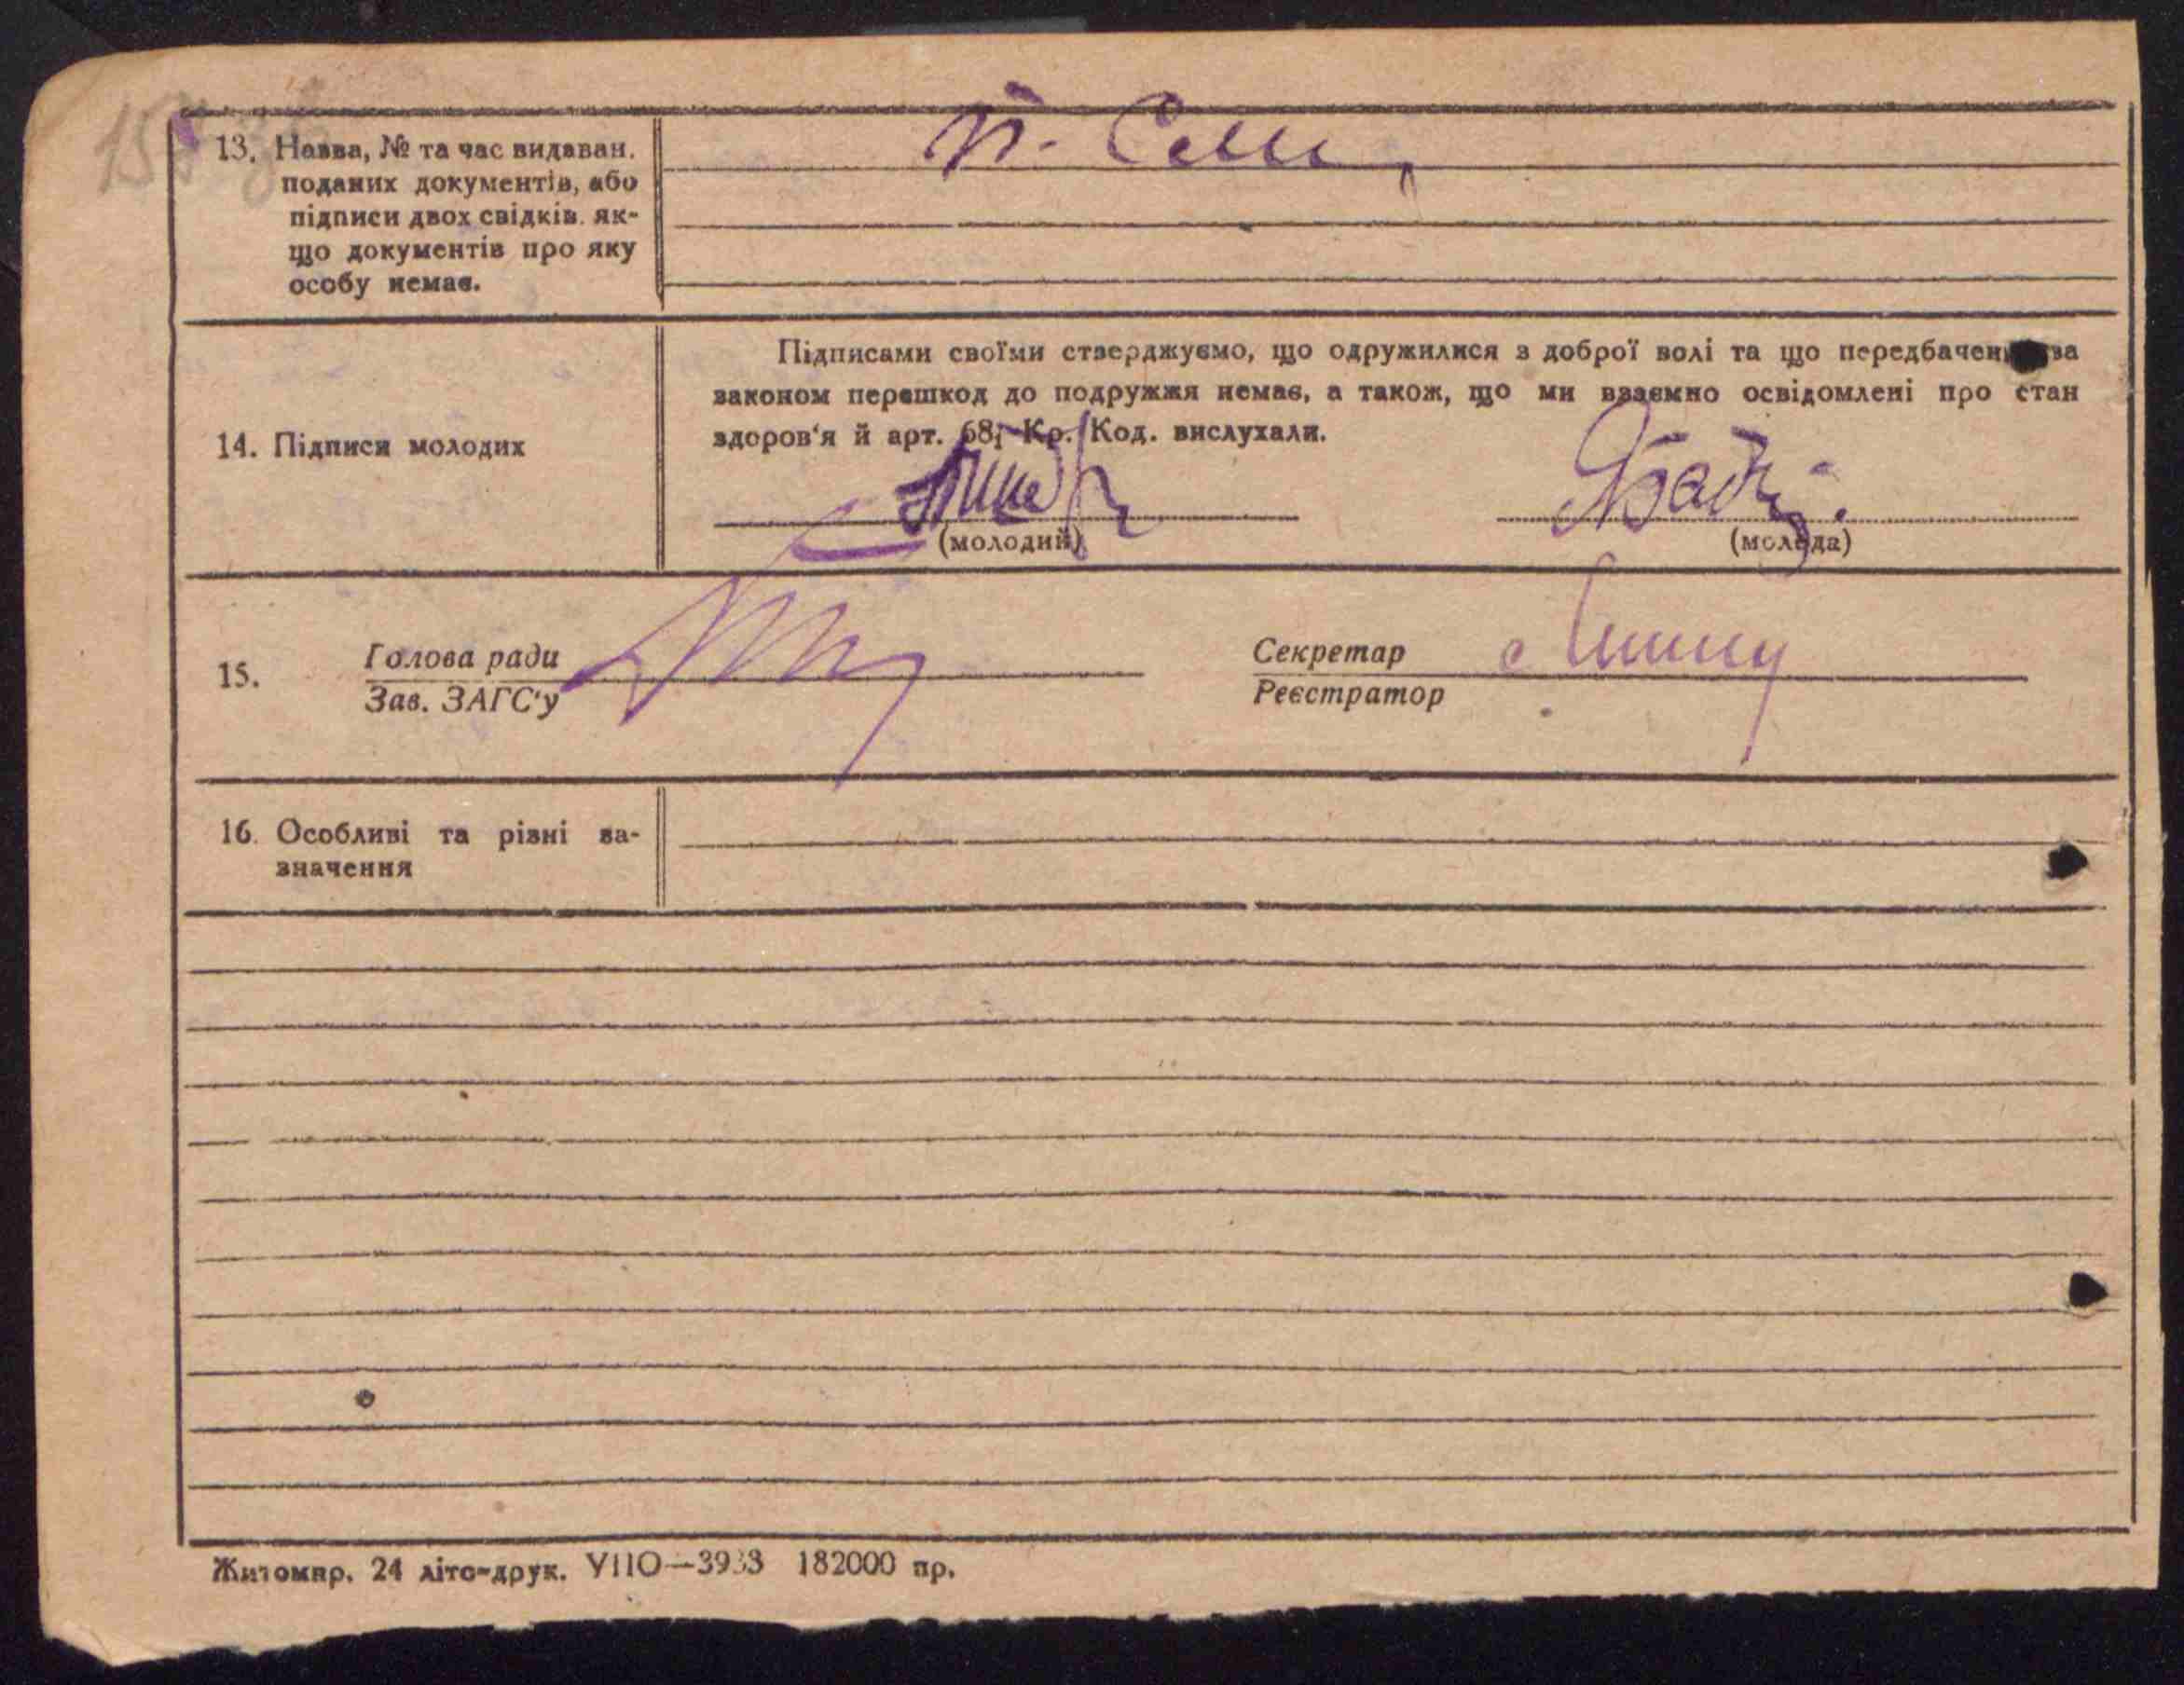 13. Назва, № та час видаван.
поданих документів, або
підписи двох свідків. як-
що документів про яку
особу немає.
Підписами своїми стверджуємо, що одружилися з доброї волі та що передбачених за
законом перешкод до подружжя немає, а також, що ми взаємно освідомлені про стан
здоров'я й арт. 68, Кр. Код. вислухали.
14. Підписи молодих
(молодий)
(молода)
15.
Голова ради
Зав. ЗАГС'у
Секретар
Реєстратор
16. Особливі та різні за-
значення
Житомир. 24 літо-друк. УПО—3933 182000 пр.